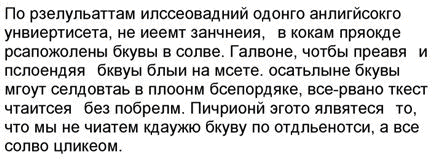 По рзелульаттам илссеовадний одонго анлигйсокго
унвиертисета, не иеемт занчнеия, в кокам пряокде
рсапожолены бкувы в солве. Галвоне, чотбы преавя и
пслоендяя бквуы блыи на мсете. осатьлыне бкувы
мгоут селдовтаь в плоонм бсепордяке, все-рвано ткест
чтаитсея без побрелм. Пичрионй эгото ялвятеся то,
что мы не чиатем кдаужю бкуву по отдльенотси, а все
солво цликеом.